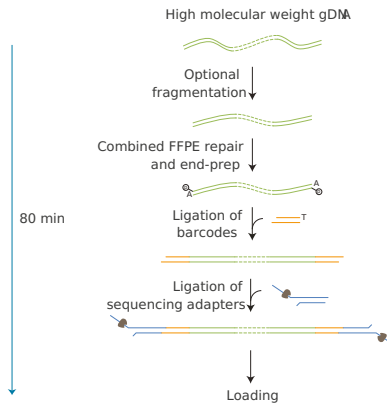 High molecular weight gDNA
Optional
fragmentation
Combined FFPE repair
and end-prep
A
P
P
A
Ligation of
barcodes
T
80 min
Ligation of
sequencing adapters
Loading